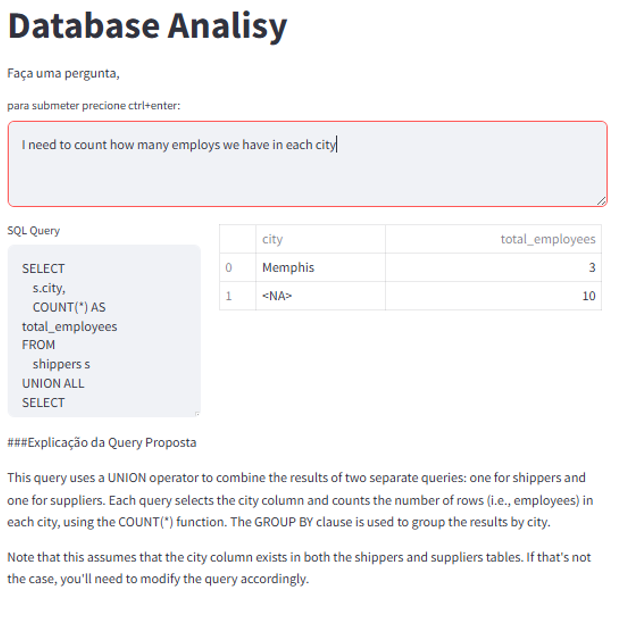 Database Analisy
Faça uma pergunta,
para submeter precione ctrl+enter:
I need to count how many employs we have in each city
SQL Query
SELECT
s.city,
COUNT(*) AS
total_employees
FROM
shippers s
UNION ALL
SELECT
city total_employees
0 Memphis 3
1 <NA> 10
###Explicação da Query Proposta
This query uses a UNION operator to combine the results of two separate queries: one for shippers and
one for suppliers. Each query selects the city column and counts the number of rows (i.e., employees) in
each city, using the COUNT(*) function. The GROUP BY clause is used to group the results by city.
Note that this assumes that the city column exists in both the shippers and suppliers tables. If that's not
the case, you'll need to modify the query accordingly.